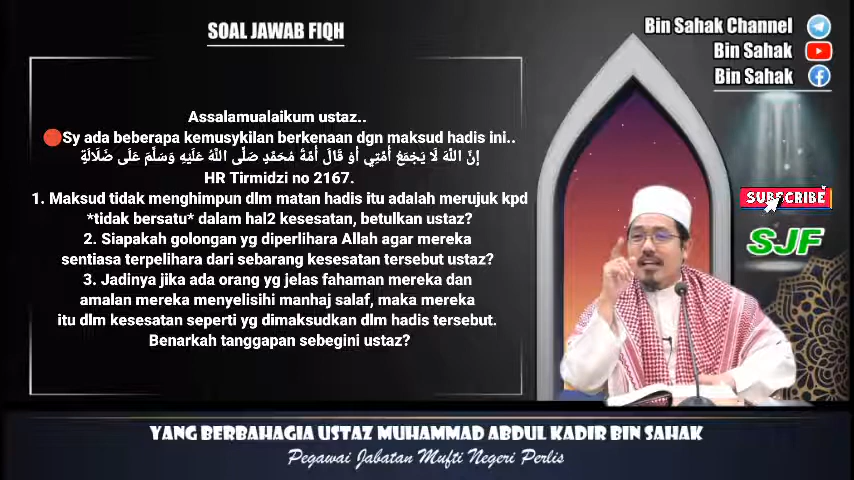 SOAL JAWAB FIQH
Bin Sahak Channel
Bin Sahak
Bin Sahak
Assalamualaikum ustaz..
Sy ada beberapa kemusykilan berkenaan dgn maksud hadis ini..
إِنَّ اللَّهَ لَا يَجْمَعُ أُمَّتِي أَوْ قَالَ أُمَّةَ مُحَمَّدٍ صَلَّى اللَّهُ عَلَيْهِ وَسَلَّمَ عَلَى ضَلَالَةٍ
HR Tirmidzi no 2167.
1. Maksud tidak menghimpun dlm matan hadis itu adalah merujuk kpd
*tidak bersatu* dalam hal2 kesesatan, betulkan ustaz?
2. Siapakah golongan yg diperlihara Allah agar mereka
sentiasa terpelihara dari sebarang kesesatan tersebut ustaz?
3. Jadinya jika ada orang yg jelas fahaman mereka dan
amalan mereka menyelisihi manhaj salaf, maka mereka
itu dlm kesesatan seperti yg dimaksudkan dlm hadis tersebut.
Benarkah tanggapan sebegini ustaz?
SUBSCRIBE
SJF
YANG BERBAHAGIA USTAZ MUHAMMAD ABDUL KADIR BIN SAHAK
Pegawai Jabatan Mufti Negeri Perlis